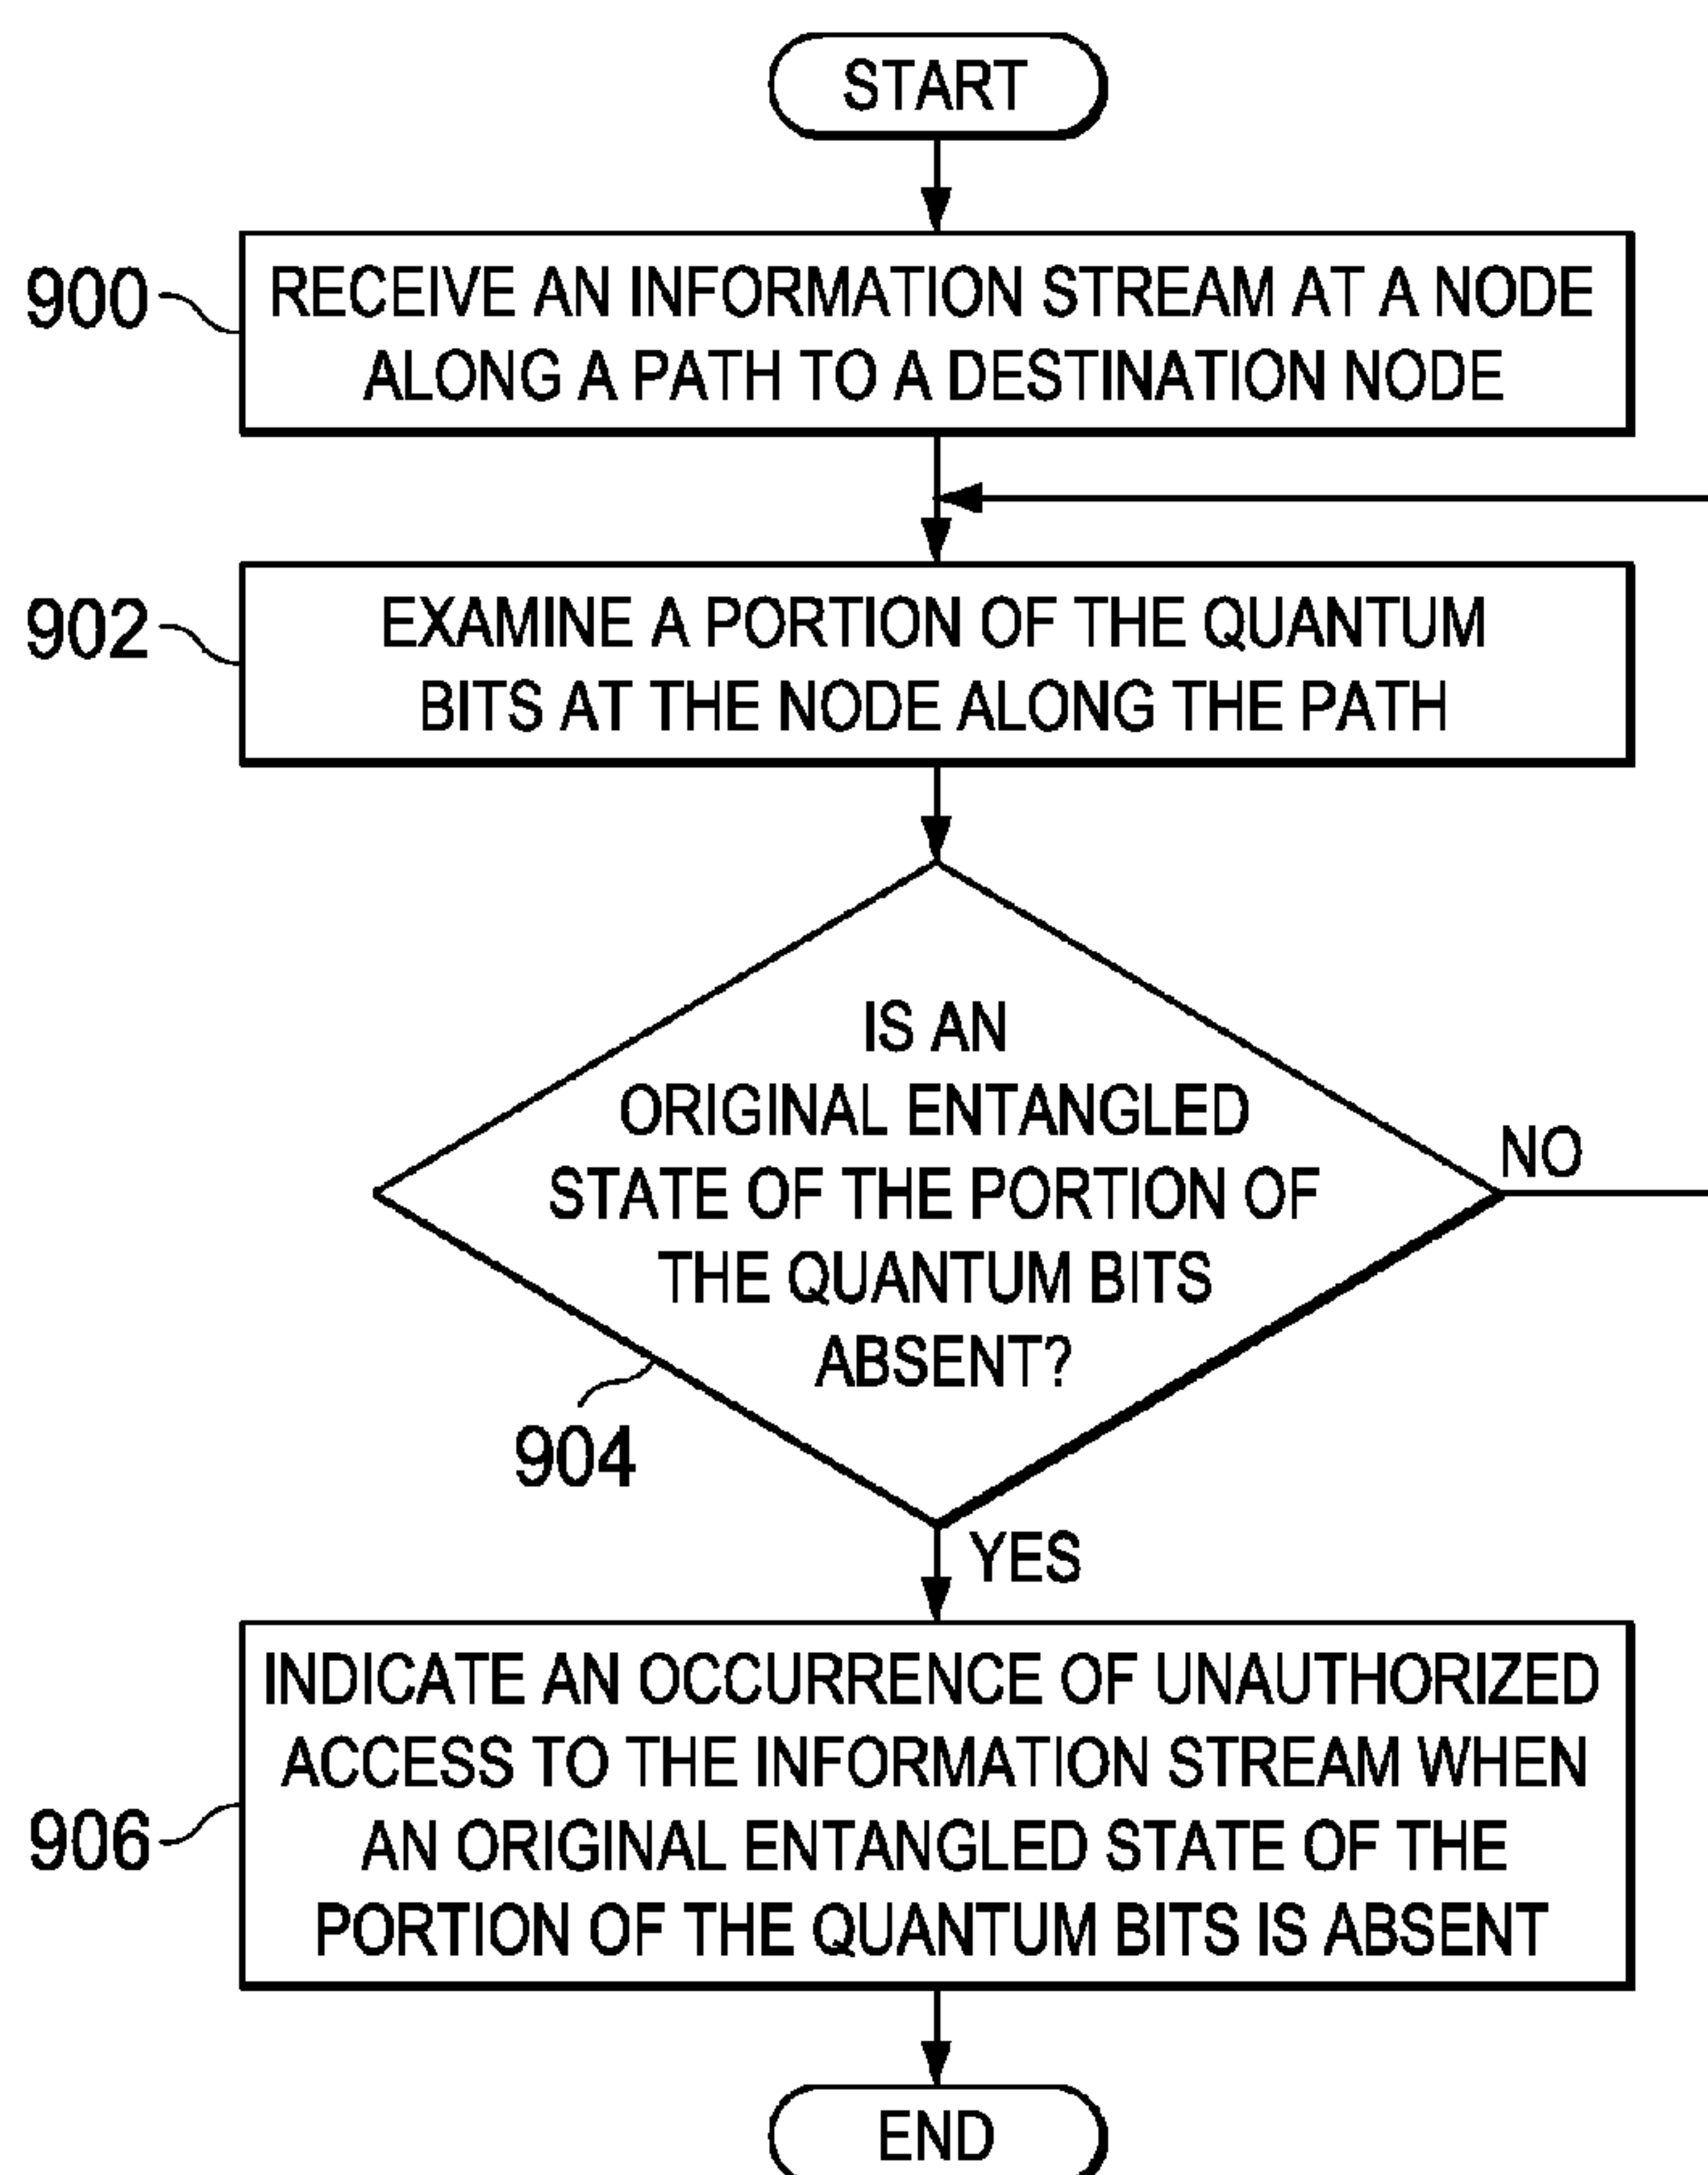 START
900
RECEIVE AN INFORMATION STREAM AT A NODE
ALONG A PATH TO A DESTINATION NODE
902
EXAMINE A PORTION OF THE QUANTUM
BITS AT THE NODE ALONG THE PATH
IS AN
ORIGINAL ENTANGLED
STATE OF THE PORTION OF
THE QUANTUM BITS
ABSENT?
NO
904
YES
906
INDICATE AN OCCURRENCE OF UNAUTHORIZED
ACCESS TO THE INFORMATION STREAM WHEN
AN ORIGINAL ENTANGLED STATE OF THE
PORTION OF THE QUANTUM BITS IS ABSENT
END